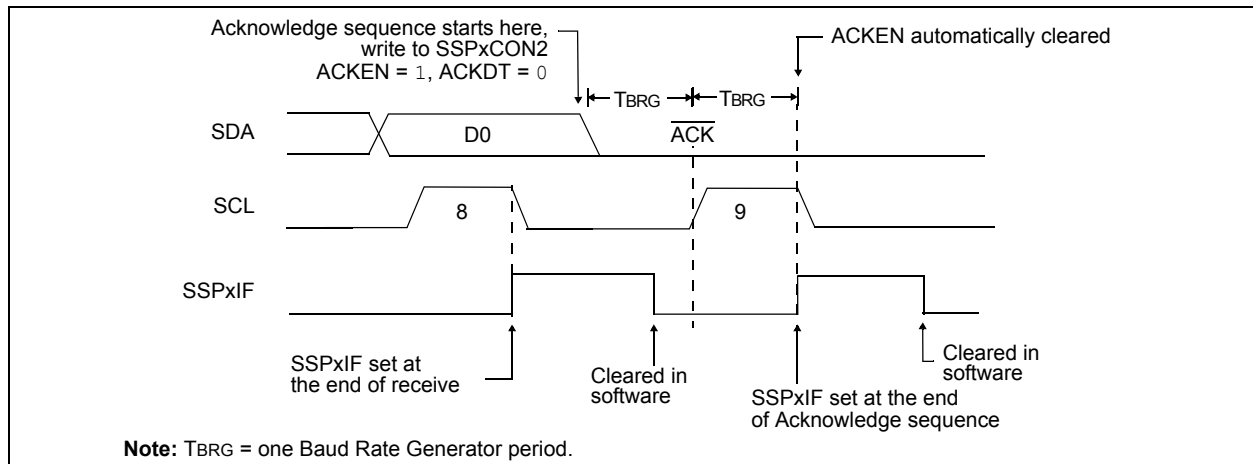 Acknowledge sequence starts here,
write to SSPxCON2
ACKEN = 1, ACKDT = 0
ACKEN automatically cleared
TBRG
TBRG
SDA
D0
ACK
SCL
8
9
SSPxIF
SSPxIF set at
the end of receive
Cleared in
software
SSPxIF set at the end
of Acknowledge sequence
Cleared in
software
Note: TBRG = one Baud Rate Generator period.